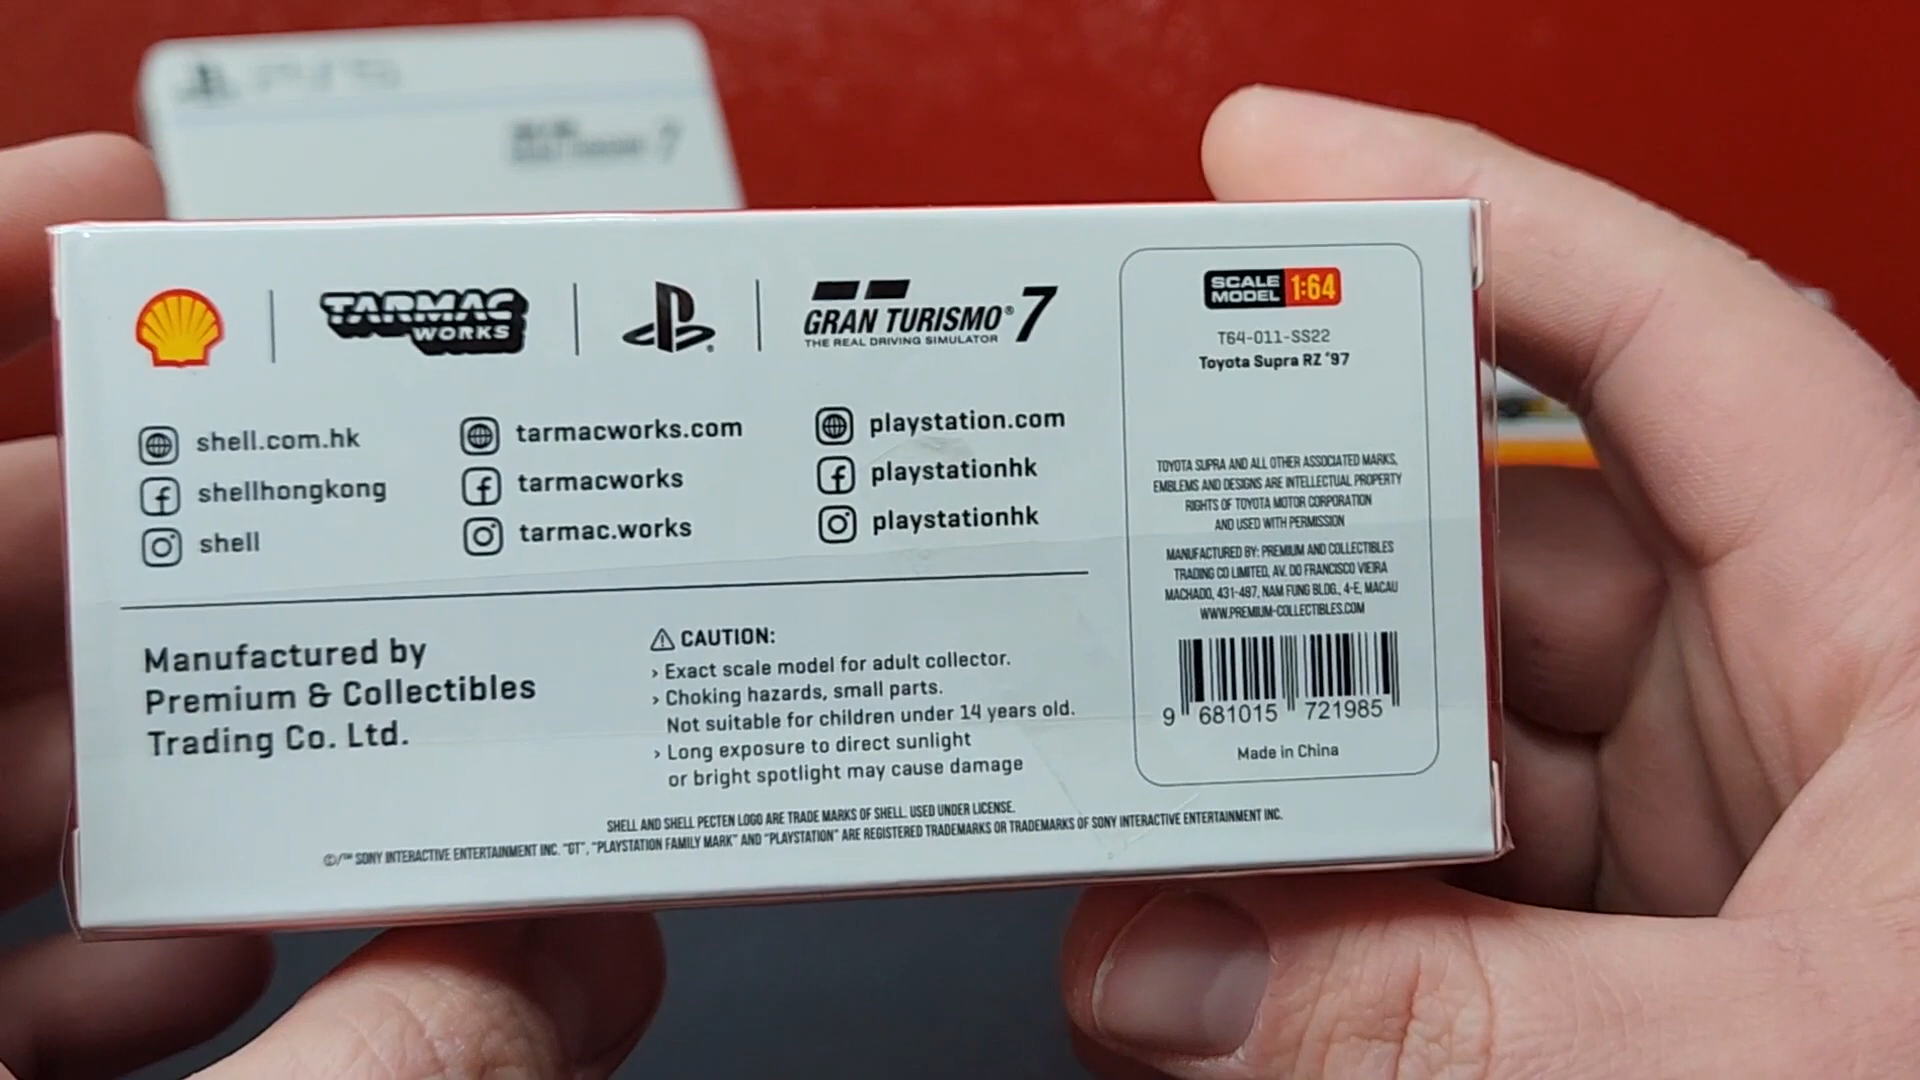 PS5
TARMAC
WORKS
GRAN TURISMO® 7
THE REAL DRIVING SIMULATOR
shell.com.hk
shellhongkong
shell
tarmacworks.com
tarmacworks
tarmac.works
playstation.com
playstationhk
playstationhk
Manufactured by
Premium & Collectibles
Trading Co. Ltd.
CAUTION:
› Exact scale model for adult collector.
› Choking hazards, small parts.
Not suitable for children under 14 years old.
› Long exposure to direct sunlight
or bright spotlight may cause damage
SHELL AND SHELL PECTEN LOGO ARE TRADE MARKS OF SHELL. USED UNDER LICENSE.
©/™ SONY INTERACTIVE ENTERTAINMENT INC. "GT", "PLAYSTATION FAMILY MARK" AND "PLAYSTATION" ARE REGISTERED TRADEMARKS OR TRADEMARKS OF SONY INTERACTIVE ENTERTAINMENT INC.
SCALE
MODEL 1:64
T64-011-SS22
Toyota Supra RZ '97
TOYOTA SUPRA AND ALL OTHER ASSOCIATED MARKS,
EMBLEMS AND DESIGNS ARE INTELLECTUAL PROPERTY
RIGHTS OF TOYOTA MOTOR CORPORATION
AND USED WITH PERMISSION
MANUFACTURED BY: PREMIUM AND COLLECTIBLES
TRADING CO LIMITED, AV. DO FRANCISCO VIEIRA
MACHADO, 431-487, NAM FUNG BLDG., 4-E, MACAU
WWW.PREMIUM-COLLECTIBLES.COM
9 681015 721985
Made in China